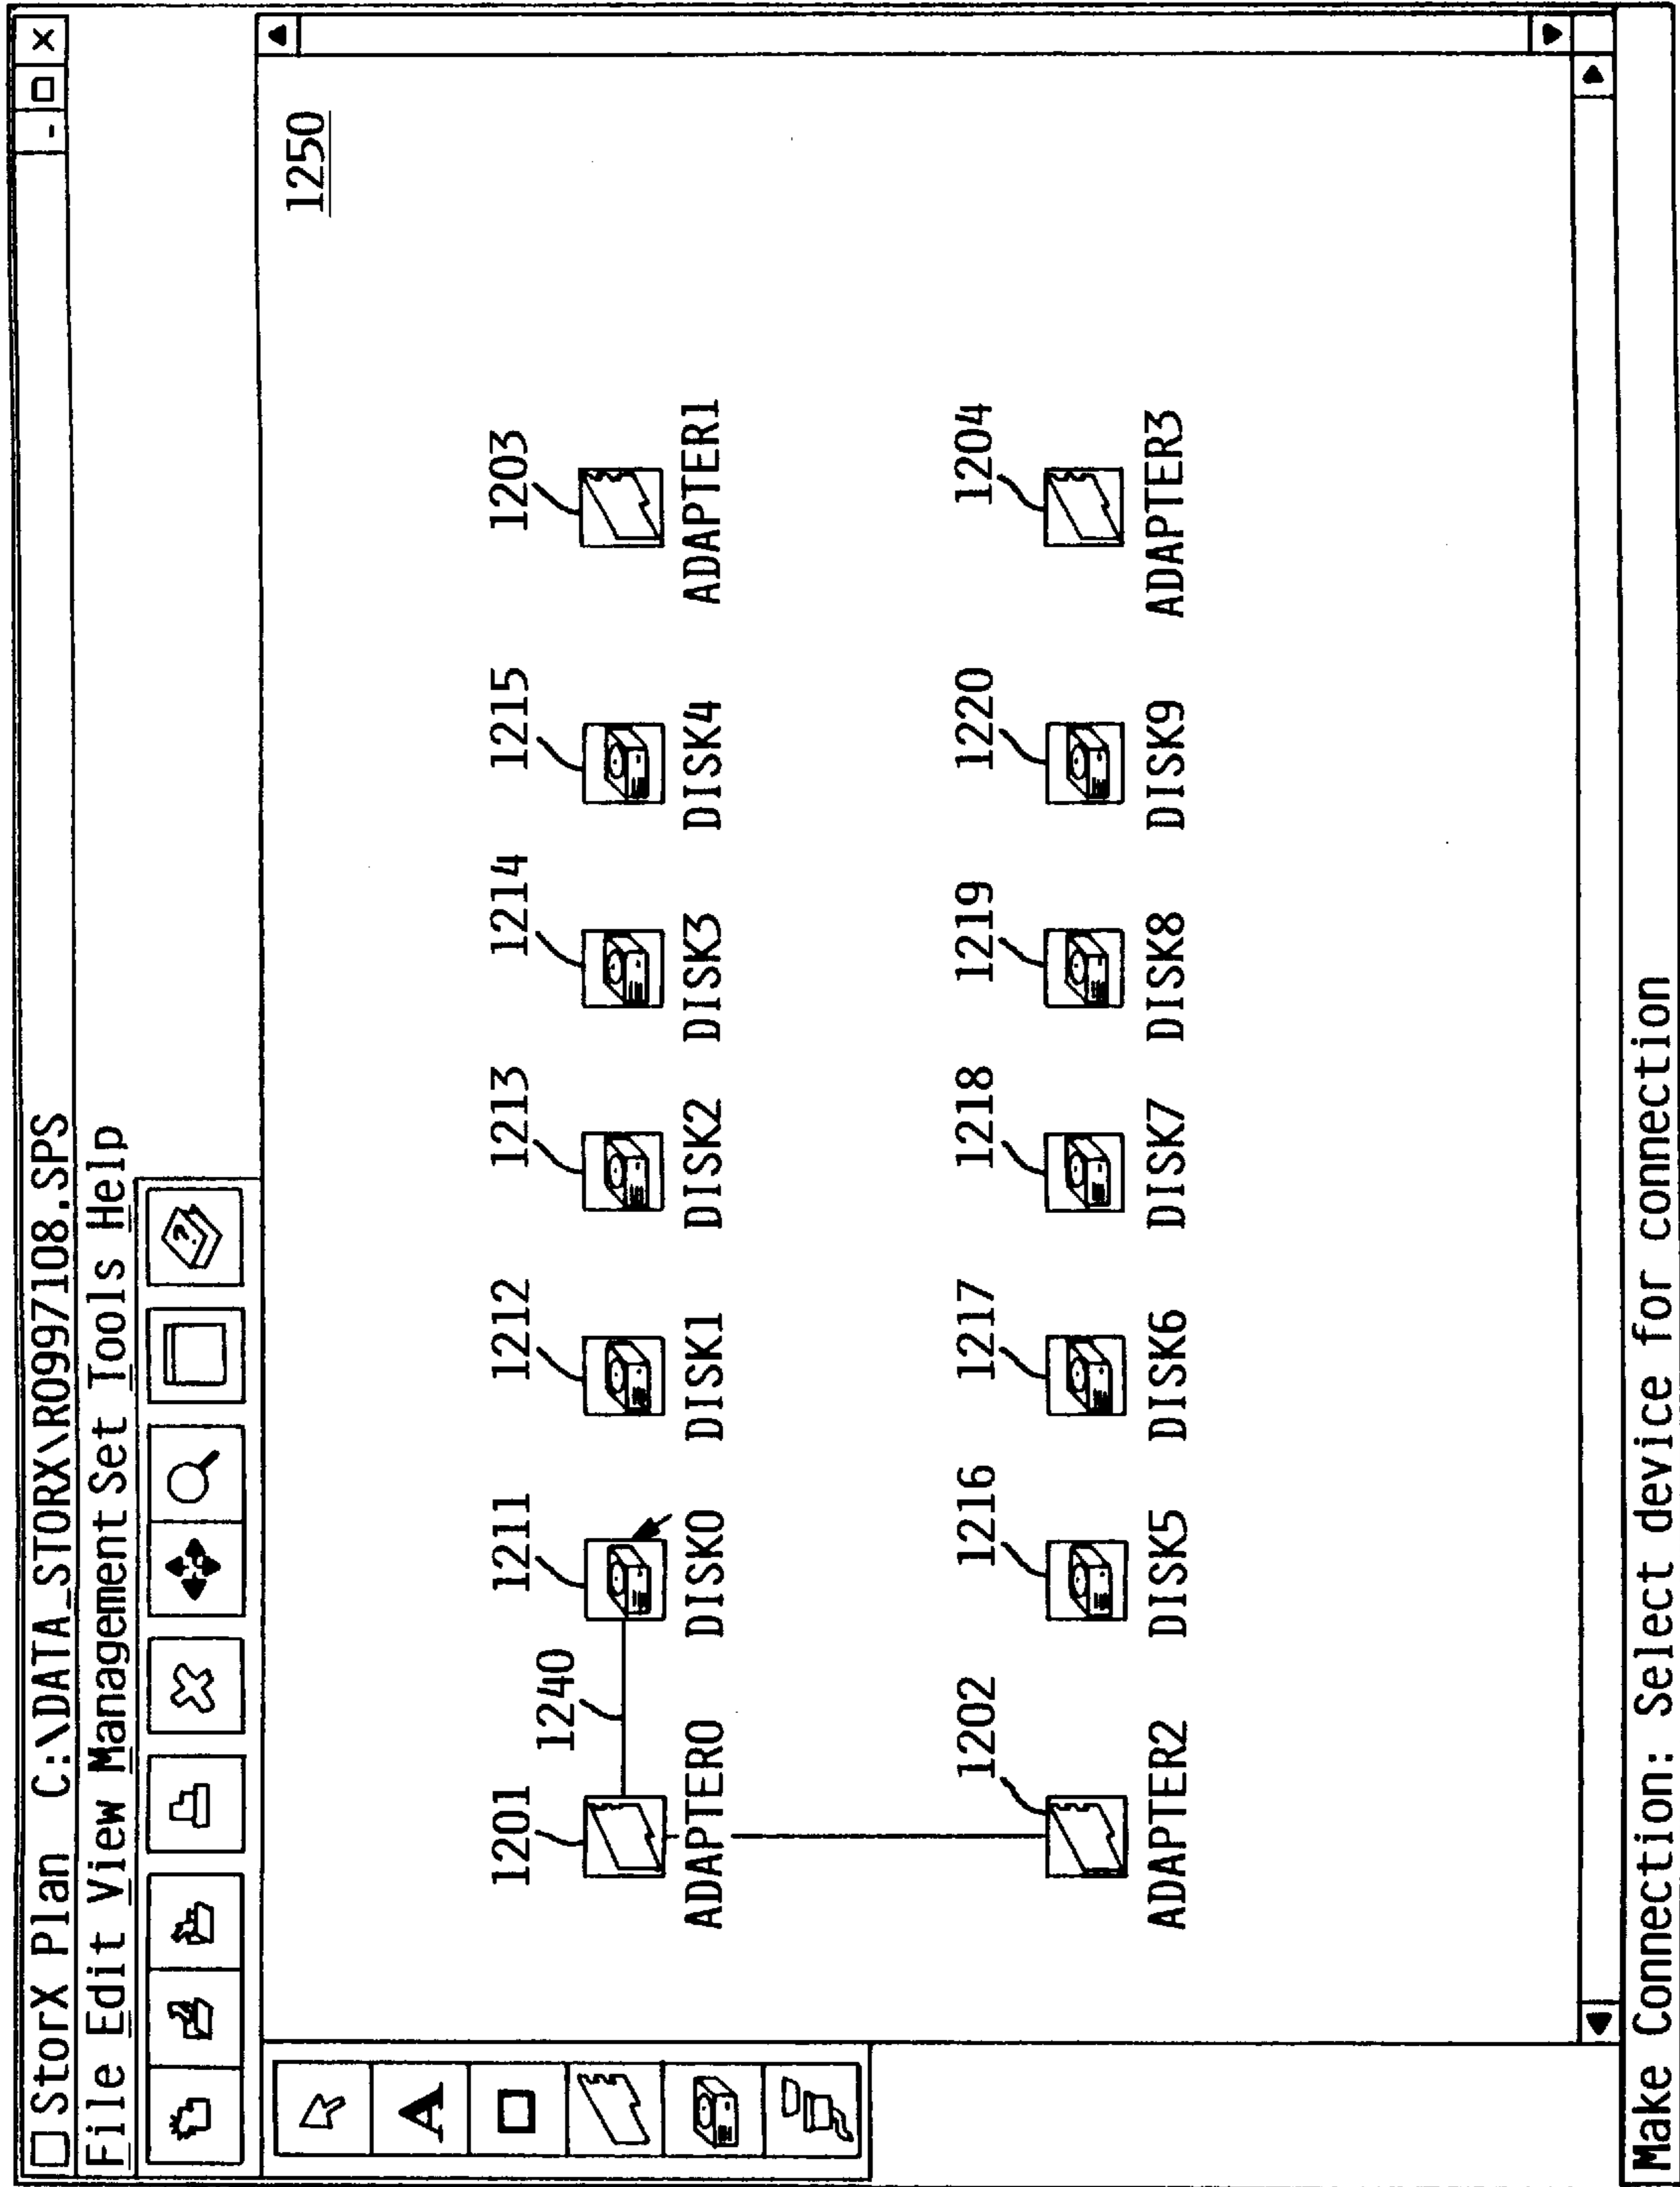 StorX Plan C:\DATA_STORX\RO997108.SPS
File Edit View Management Set Tools Help
A
1250
1201 1240 1211 1212 1213 1214 1215 1203
ADAPTER0 DISK0 DISK1 DISK2 DISK3 DISK4 ADAPTER1
1202 1216 1217 1218 1219 1220 1204
ADAPTER2 DISK5 DISK6 DISK7 DISK8 DISK9 ADAPTER3
Make Connection: Select device for connection